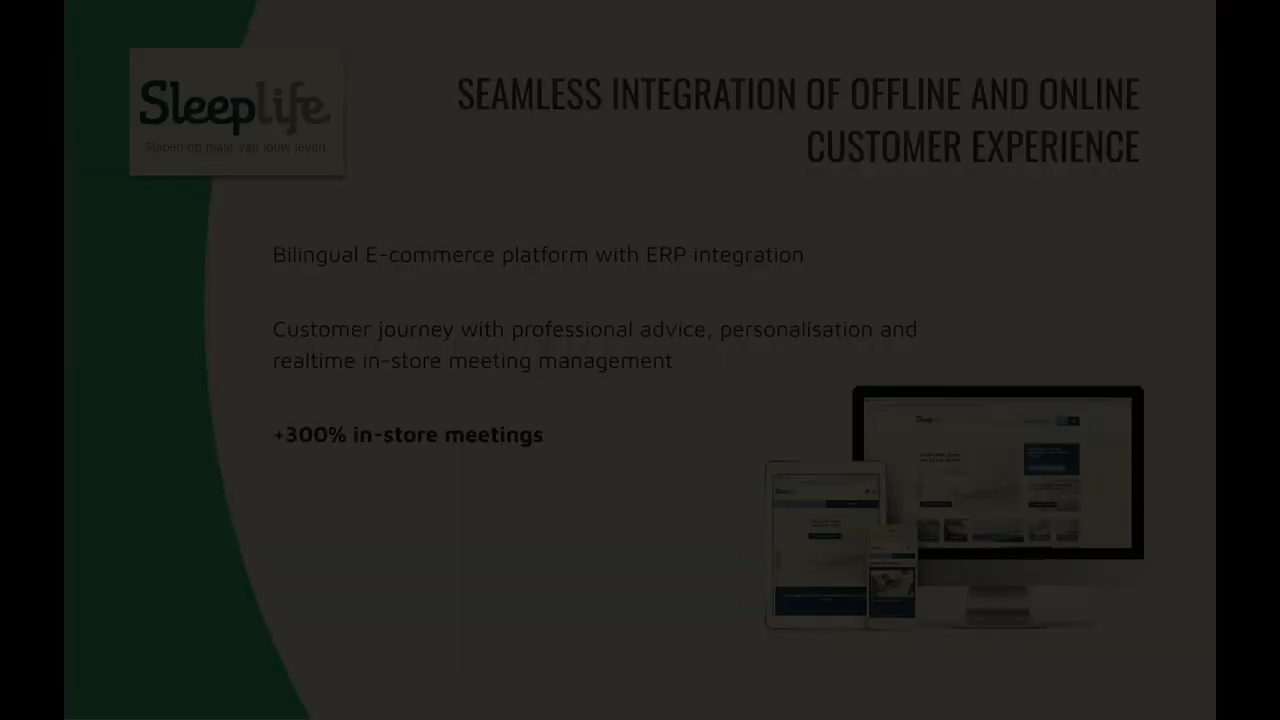 Sleeplife
Slapen op maat van jouw leven
SEAMLESS INTEGRATION OF OFFLINE AND ONLINE
CUSTOMER EXPERIENCE
Bilingual E-commerce platform with ERP integration
Customer journey with professional advice, personalisation and
realtime in-store meeting management
+300% in-store meetings